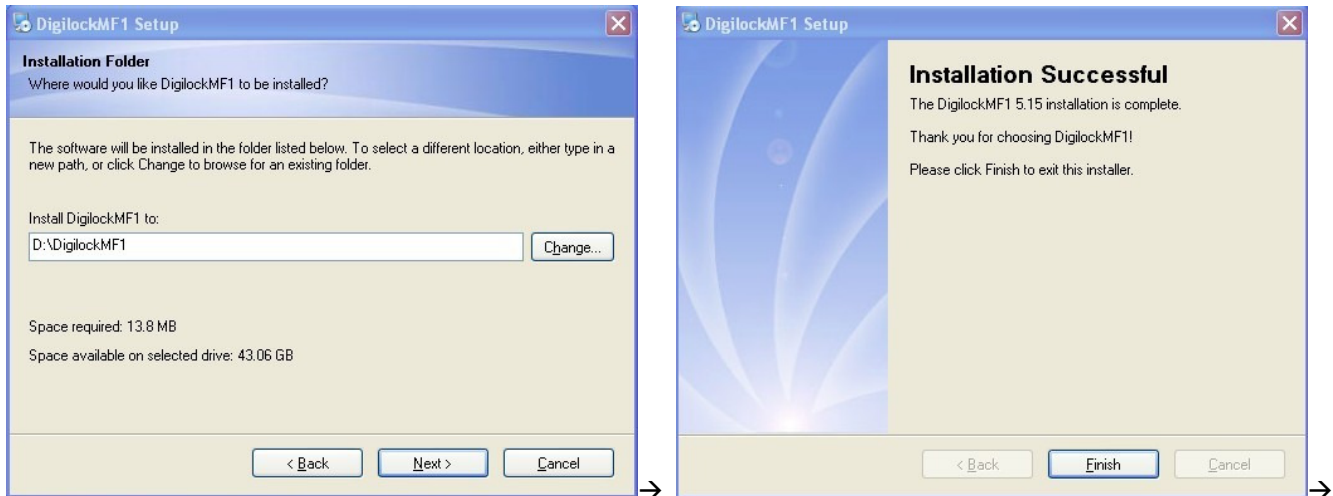 DigilockMF1 Setup
Installation Folder
Where would you like DigilockMF1 to be installed?
The software will be installed in the folder listed below. To select a different location, either type in a
new path, or click Change to browse for an existing folder.
Install DigilockMF1 to:
D:\DigilockMF1
Change...
Space required: 13.8 MB
Space available on selected drive: 43.06 GB
< Back
Next >
Cancel
→
DigilockMF1 Setup
Installation Successful
The DigilockMF1 5.15 installation is complete.
Thank you for choosing DigilockMF1!
Please click Finish to exit this installer.
< Back
Finish
Cancel
→